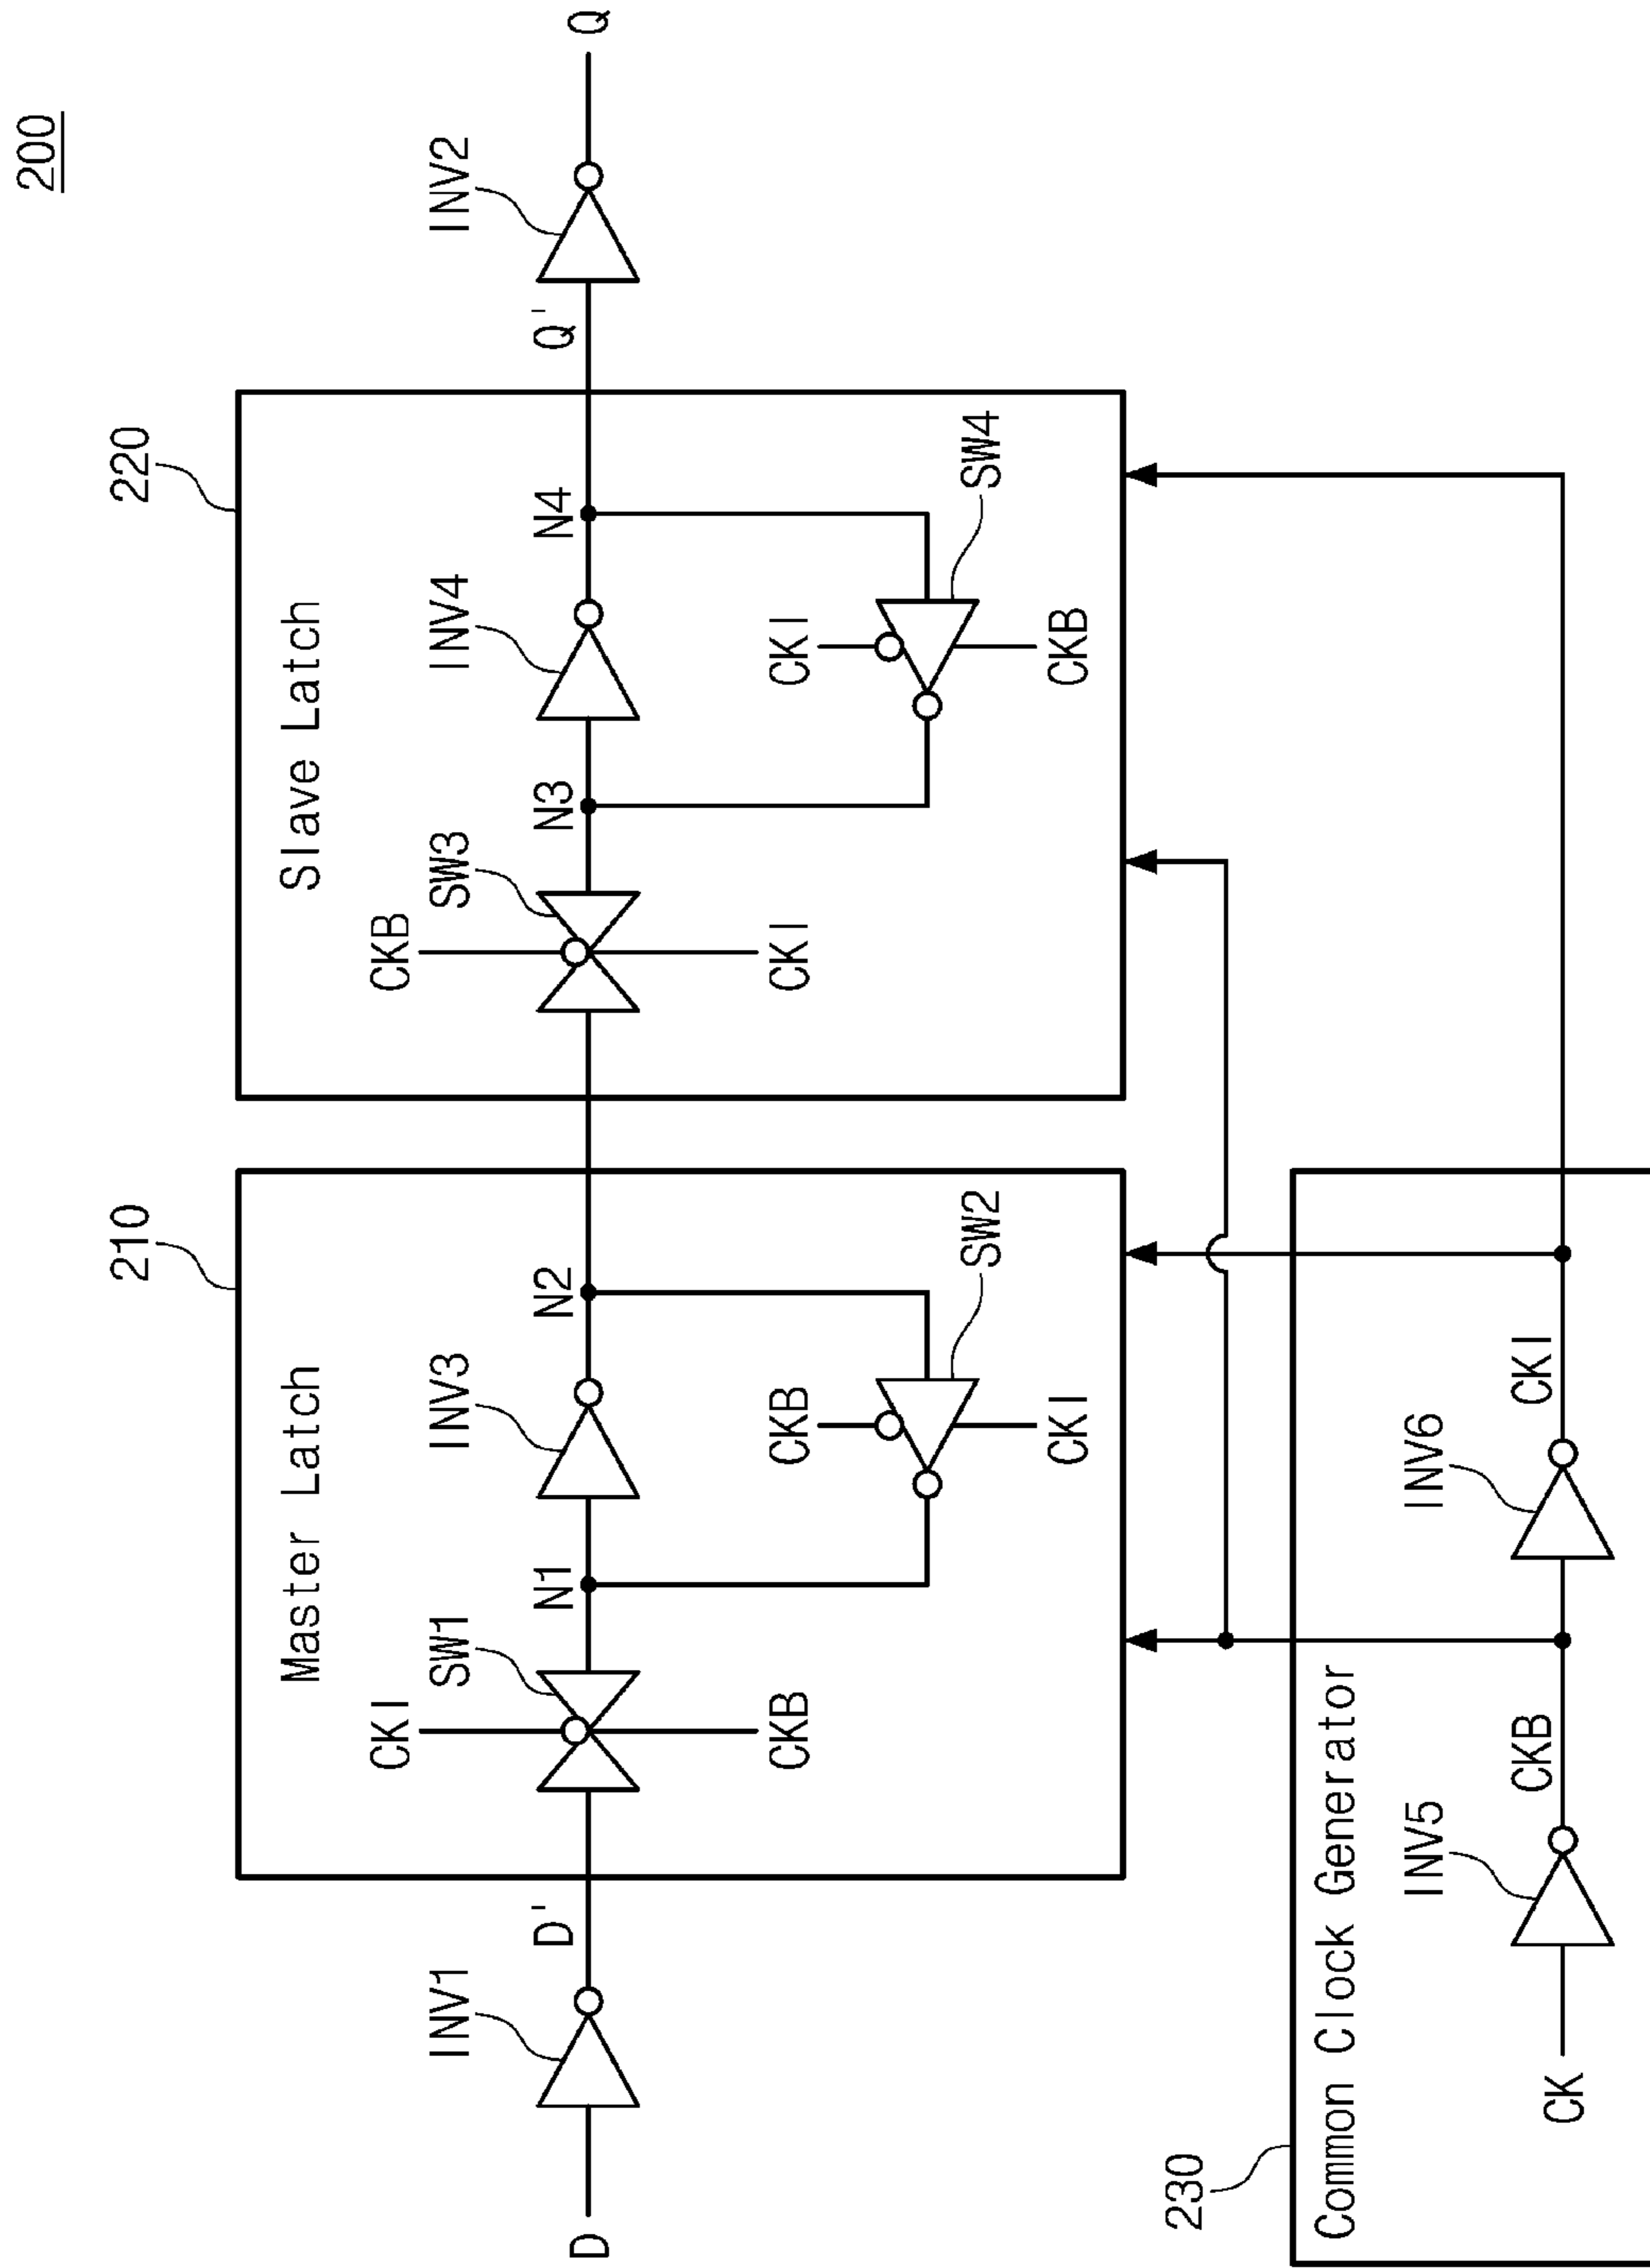 200
210
220
Master Latch
Slave Latch
CKI
SW1
INV3
CKB
SW3
INV4
INV1
INV2
D
D'
N1
N2
N3
N4
Q'
Q
CKB
CKB
CKI
CKI
CKI
SW2
CKB
SW4
230
Common Clock Generator
INV5
INV6
CK
CKB
CKI